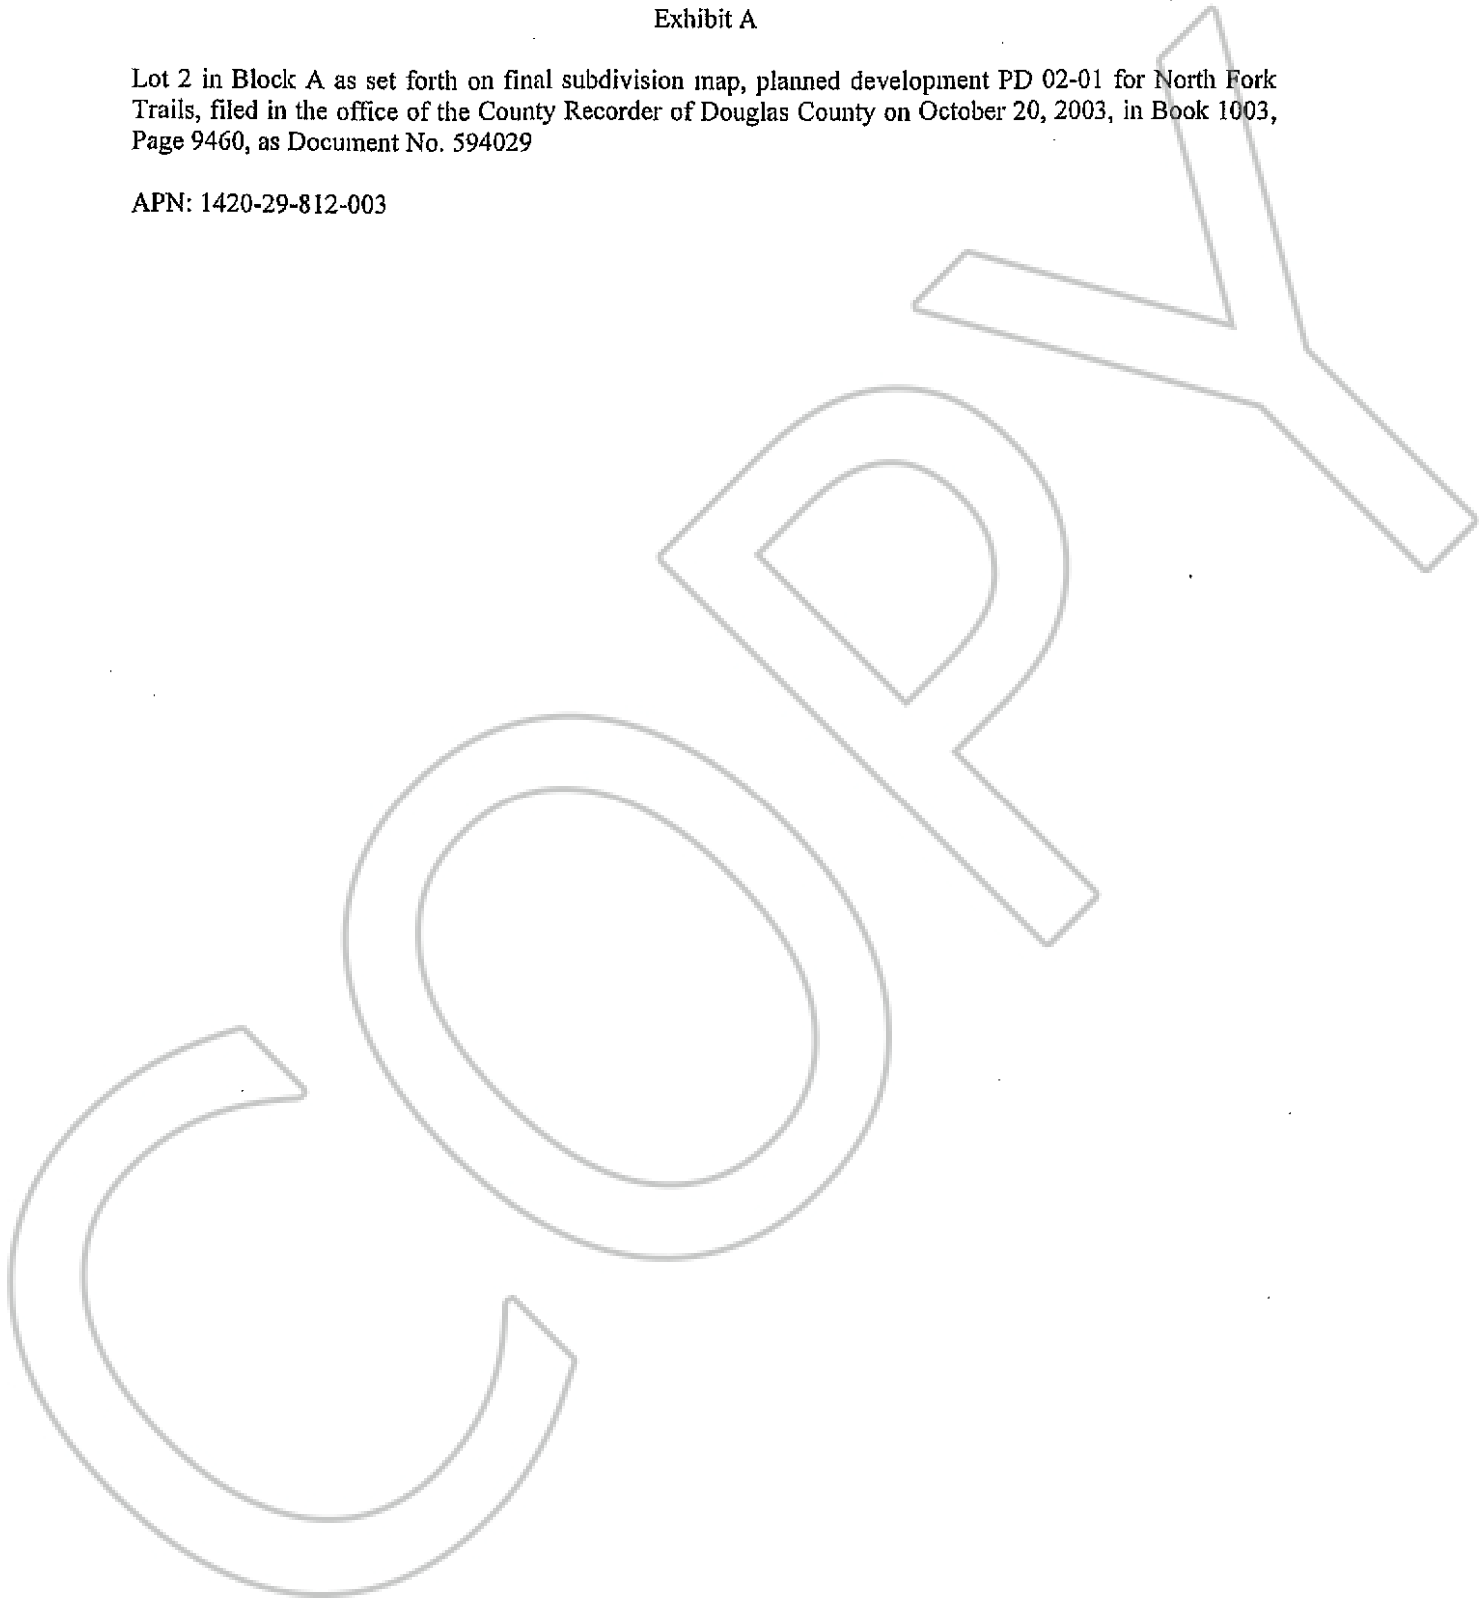 Exhibit A
Lot 2 in Block A as set forth on final subdivision map, planned development PD 02-01 for North Fork
Trails, filed in the office of the County Recorder of Douglas County on October 20, 2003, in Book 1003,
Page 9460, as Document No. 594029
APN: 1420-29-812-003
COPY